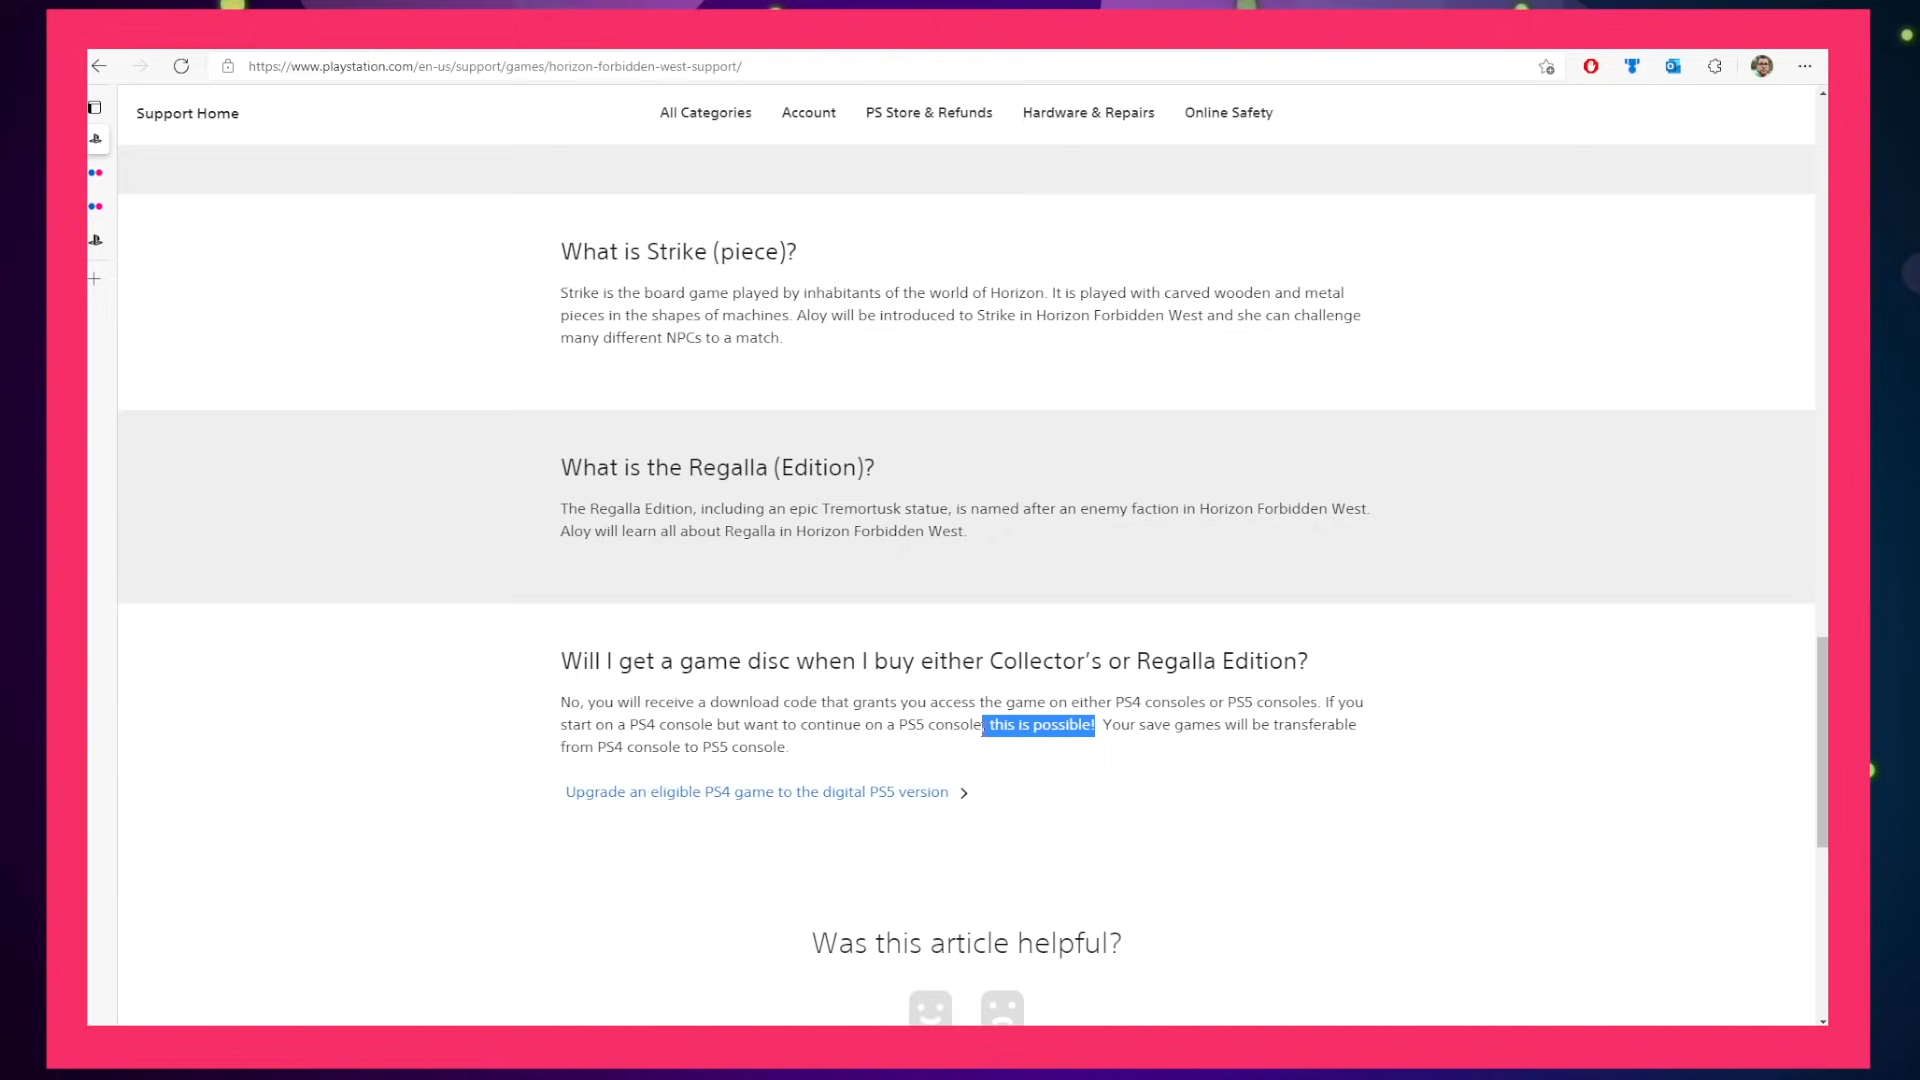 https://www.playstation.com/en-us/support/games/horizon-forbidden-west-support/
Support Home
All Categories
Account
PS Store & Refunds
Hardware & Repairs
Online Safety
What is Strike (piece)?
Strike is the board game played by inhabitants of the world of Horizon. It is played with carved wooden and metal
pieces in the shapes of machines. Aloy will be introduced to Strike in Horizon Forbidden West and she can challenge
many different NPCs to a match.
What is the Regalla (Edition)?
The Regalla Edition, including an epic Tremortusk statue, is named after an enemy faction in Horizon Forbidden West.
Aloy will learn all about Regalla in Horizon Forbidden West.
Will I get a game disc when I buy either Collector’s or Regalla Edition?
No, you will receive a download code that grants you access the game on either PS4 consoles or PS5 consoles. If you
start on a PS4 console but want to continue on a PS5 console, this is possible! Your save games will be transferable
from PS4 console to PS5 console.
Upgrade an eligible PS4 game to the digital PS5 version
Was this article helpful?